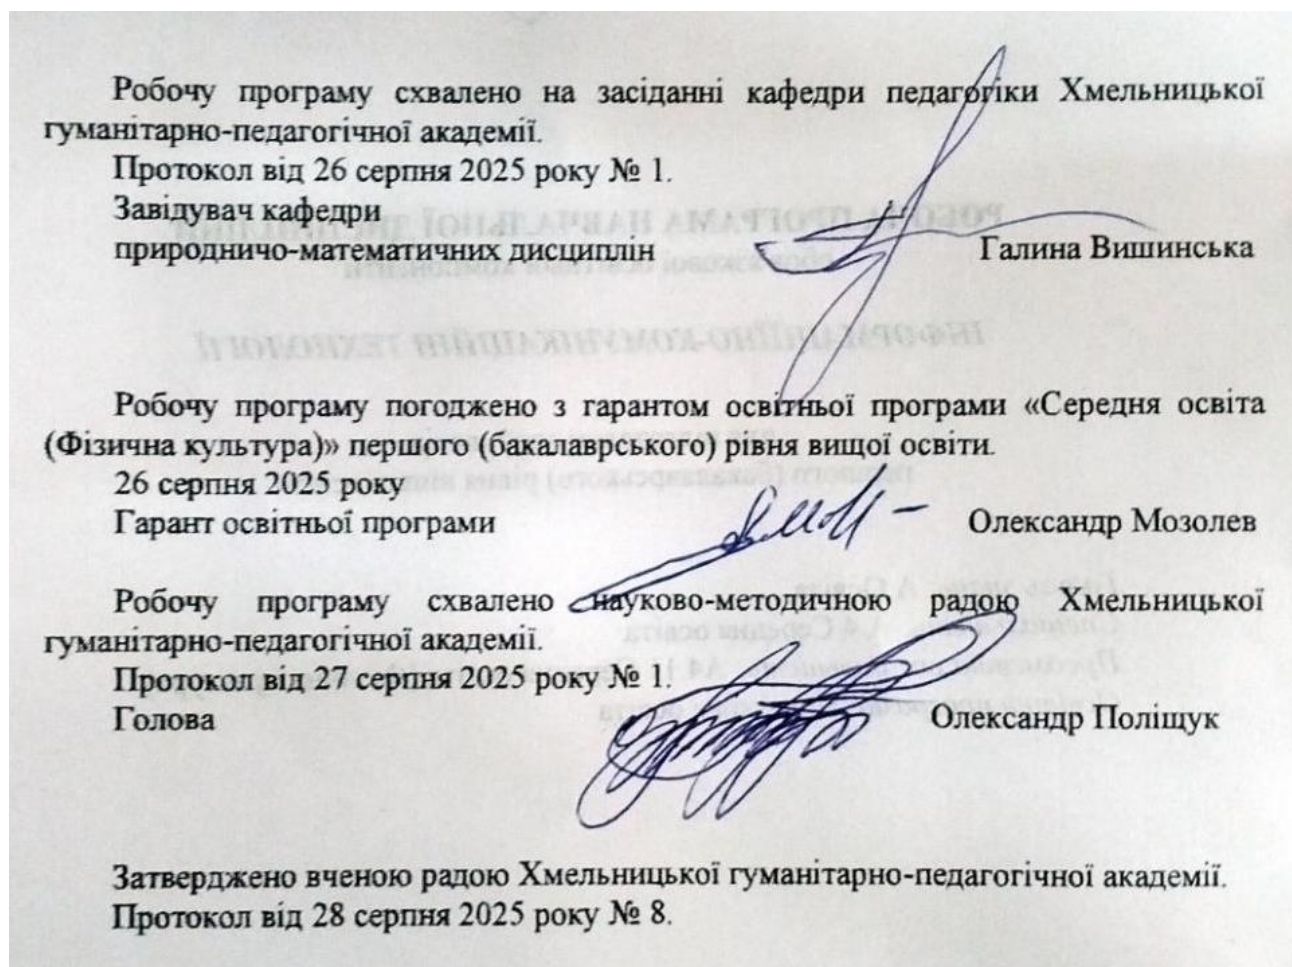 Робочу програму схвалено на засіданні кафедри педагогіки Хмельницької
гуманітарно-педагогічної академії.
Протокол від 26 серпня 2025 року № 1.
Завідувач кафедри
природничо-математичних дисциплін Галина Вишинська
Робочу програму погоджено з гарантом освітньої програми «Середня освіта
(Фізична культура)» першого (бакалаврського) рівня вищої освіти.
26 серпня 2025 року
Гарант освітньої програми Олександр Мозолев
Робочу програму схвалено науково-методичною радою Хмельницької
гуманітарно-педагогічної академії.
Протокол від 27 серпня 2025 року № 1.
Голова Олександр Поліщук
Затверджено вченою радою Хмельницької гуманітарно-педагогічної академії.
Протокол від 28 серпня 2025 року № 8.